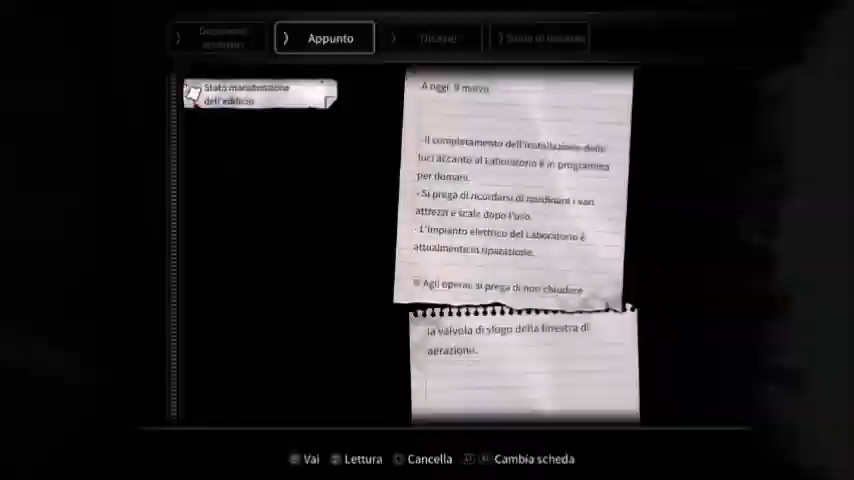 Documenti
Appunto
Stato manutenzione
dell'edificio
A oggi, 9 marzo
- Il completamento dell'installazione delle
luci accanto al Laboratorio è in programma
per domani.
- Si prega di ricordarsi di riordinare i vari
attrezzi e scale dopo l'uso.
- L'impianto elettrico del Laboratorio è
attualmente in riparazione.
※ Agli operai: si prega di non chiudere
la valvola di sfogo della finestra di
aerazione.
Vai
Lettura
Cancella
Cambia scheda